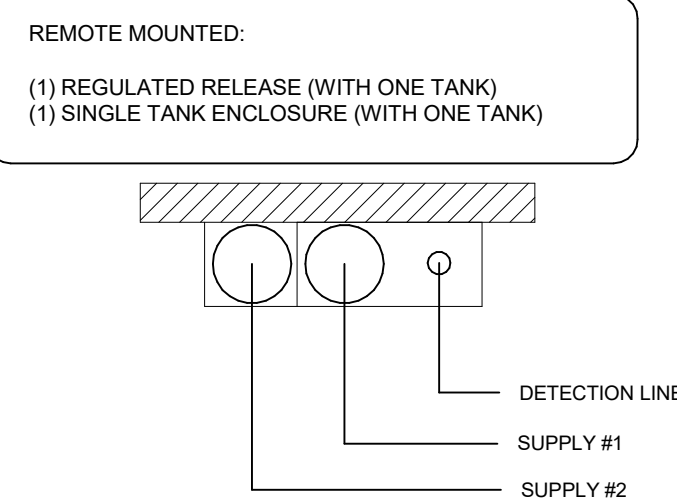 REMOTE MOUNTED:
(1) REGULATED RELEASE (WITH ONE TANK)
(1) SINGLE TANK ENCLOSURE (WITH ONE TANK)
DETECTION LINE
SUPPLY #1
SUPPLY #2